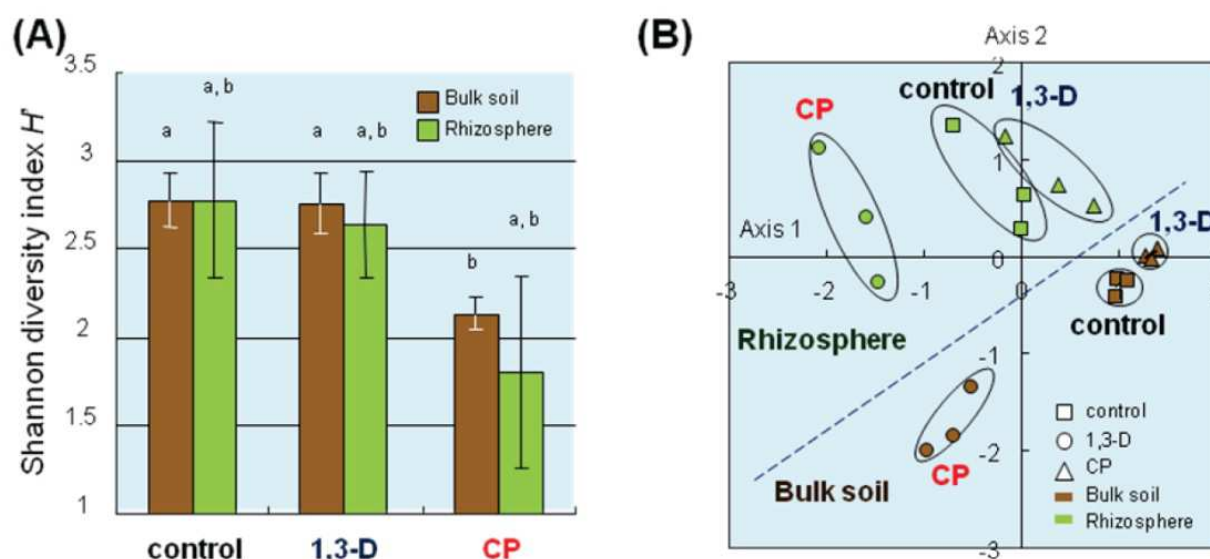 (A)
Shannon diversity index H'
3.5
3
2.5
2
1.5
1
a
a, b
a
a, b
b
a, b
Bulk soil
Rhizosphere
control
1,3-D
CP
(B)
Axis 2
2
1
0
-1
-2
-3
Axis 1
-3
-2
-1
0
1
CP
control
1,3-D
1,3-D
control
Rhizosphere
Bulk soil
CP
control
1,3-D
CP
Bulk soil
Rhizosphere